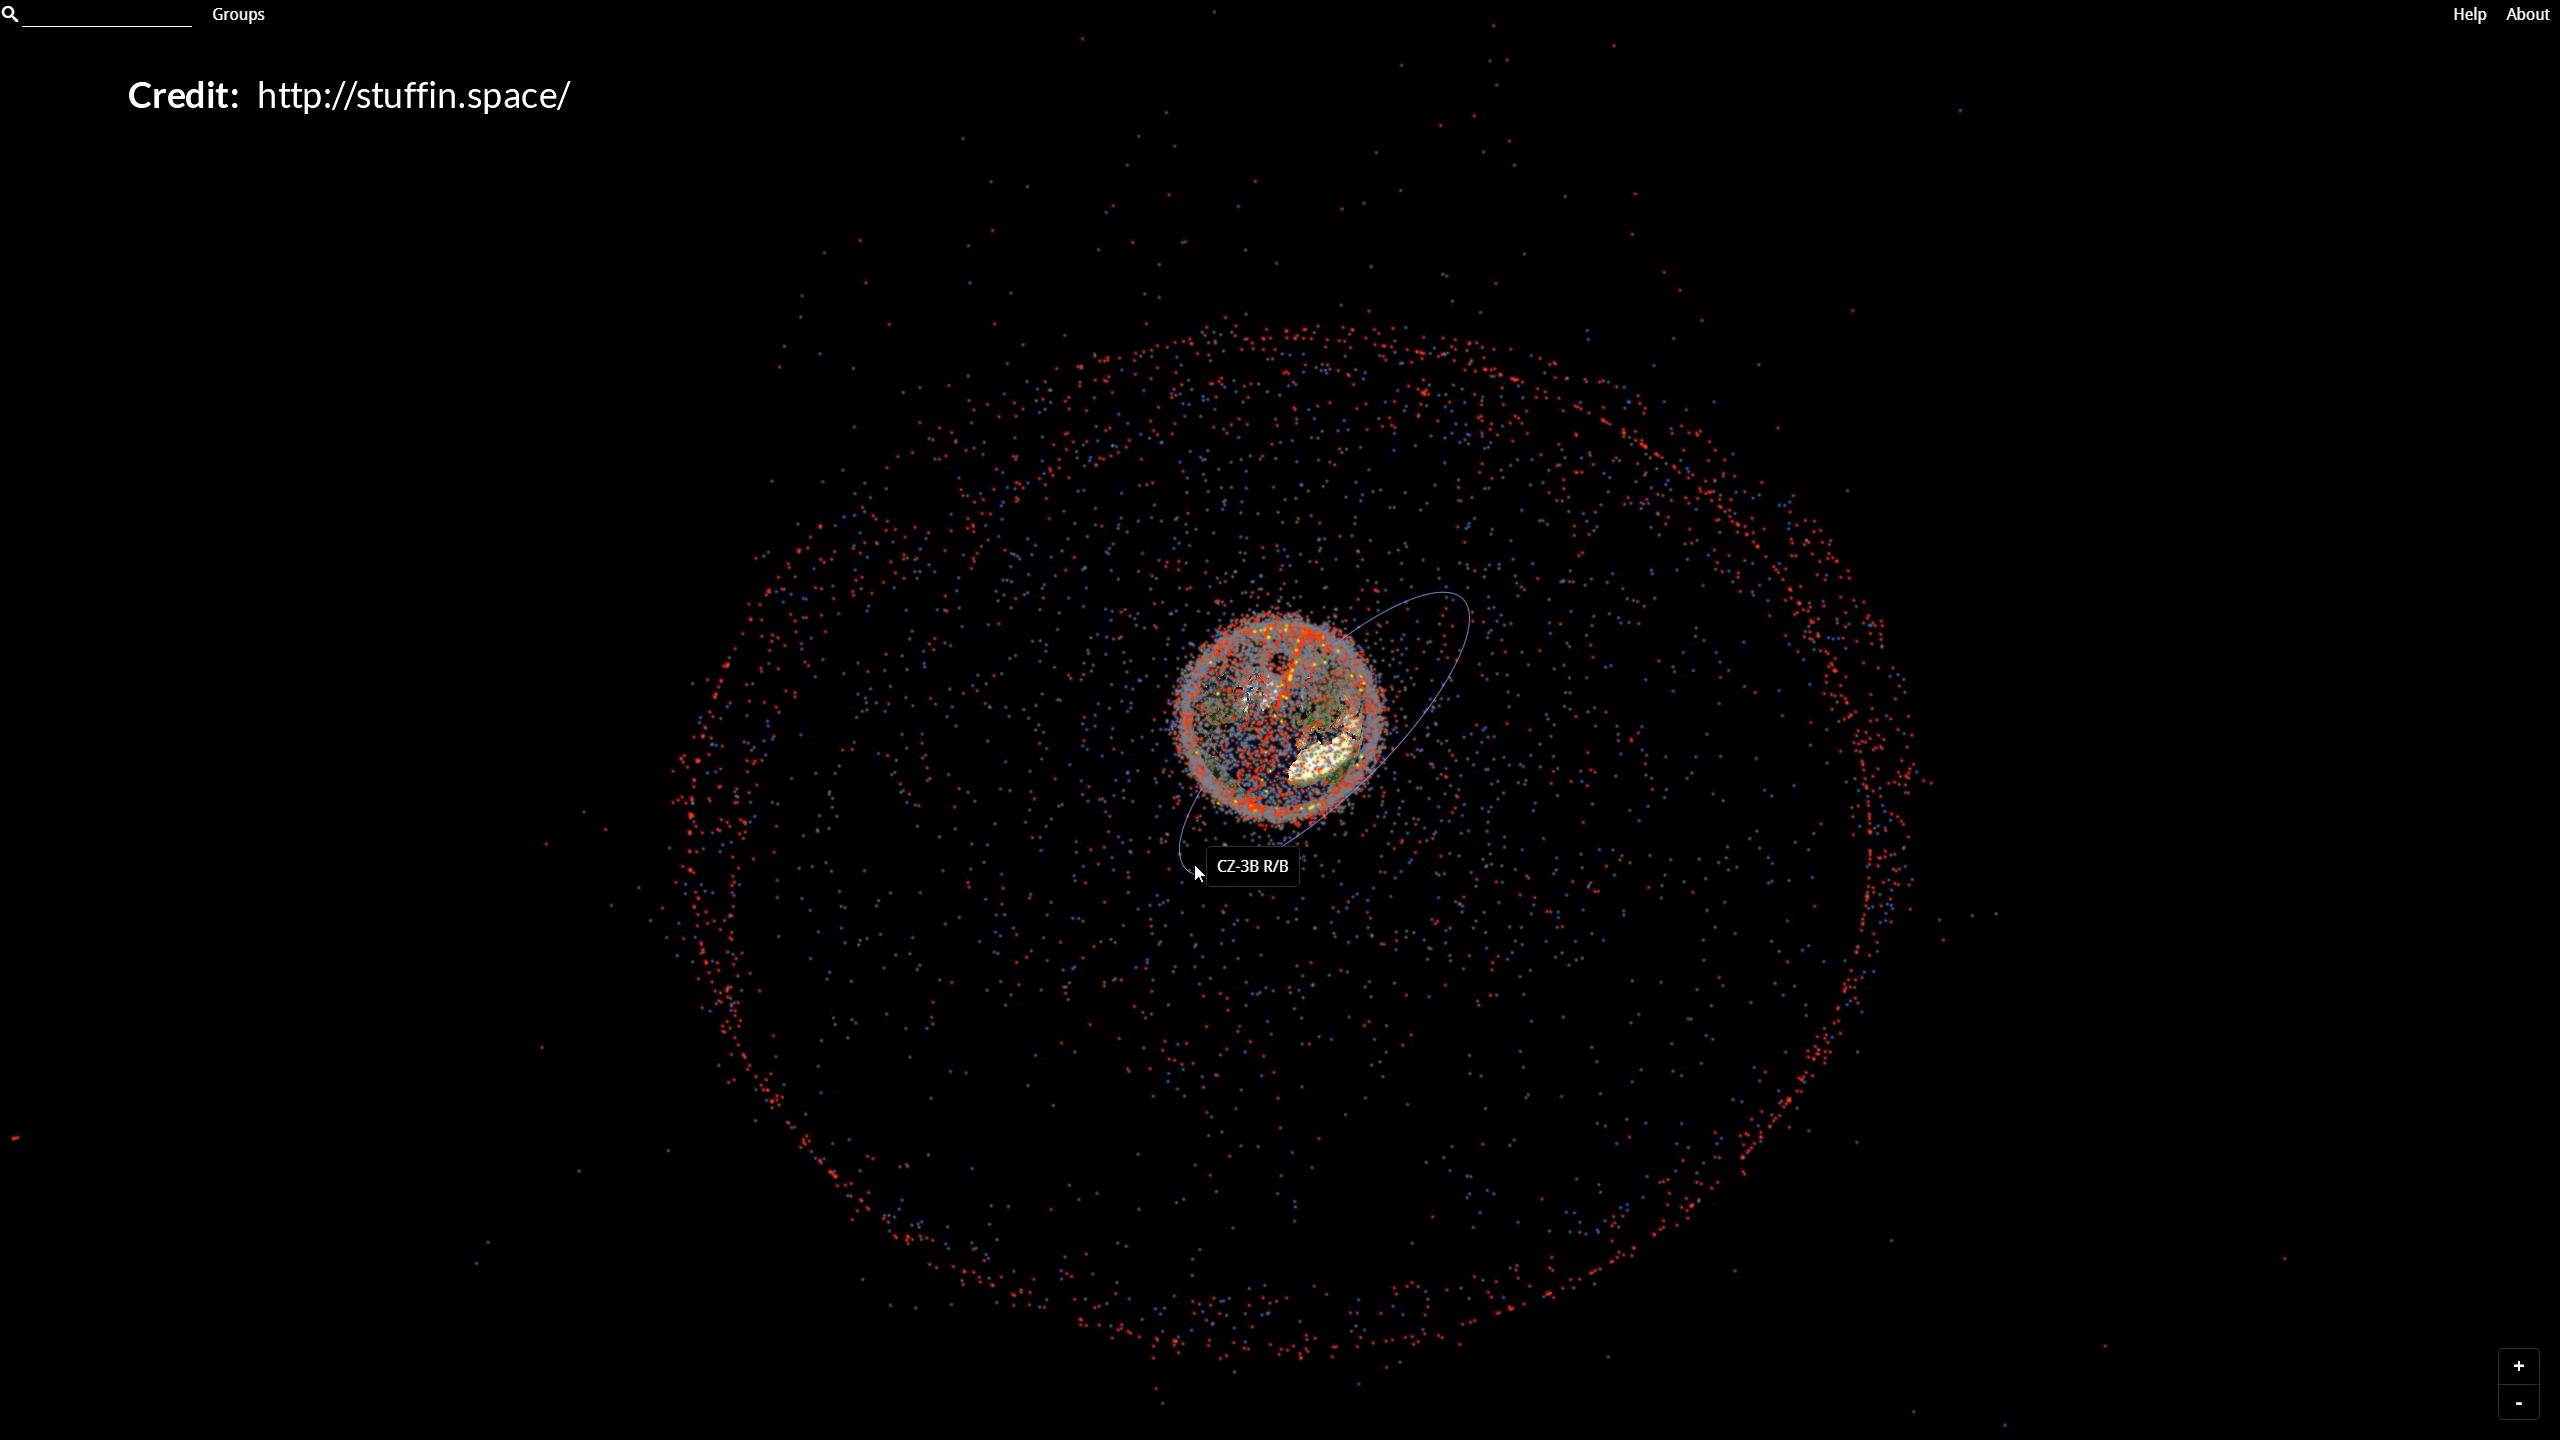 Groups
Help About
Credit: http://stuffin.space/
CZ-3B R/B
+
-